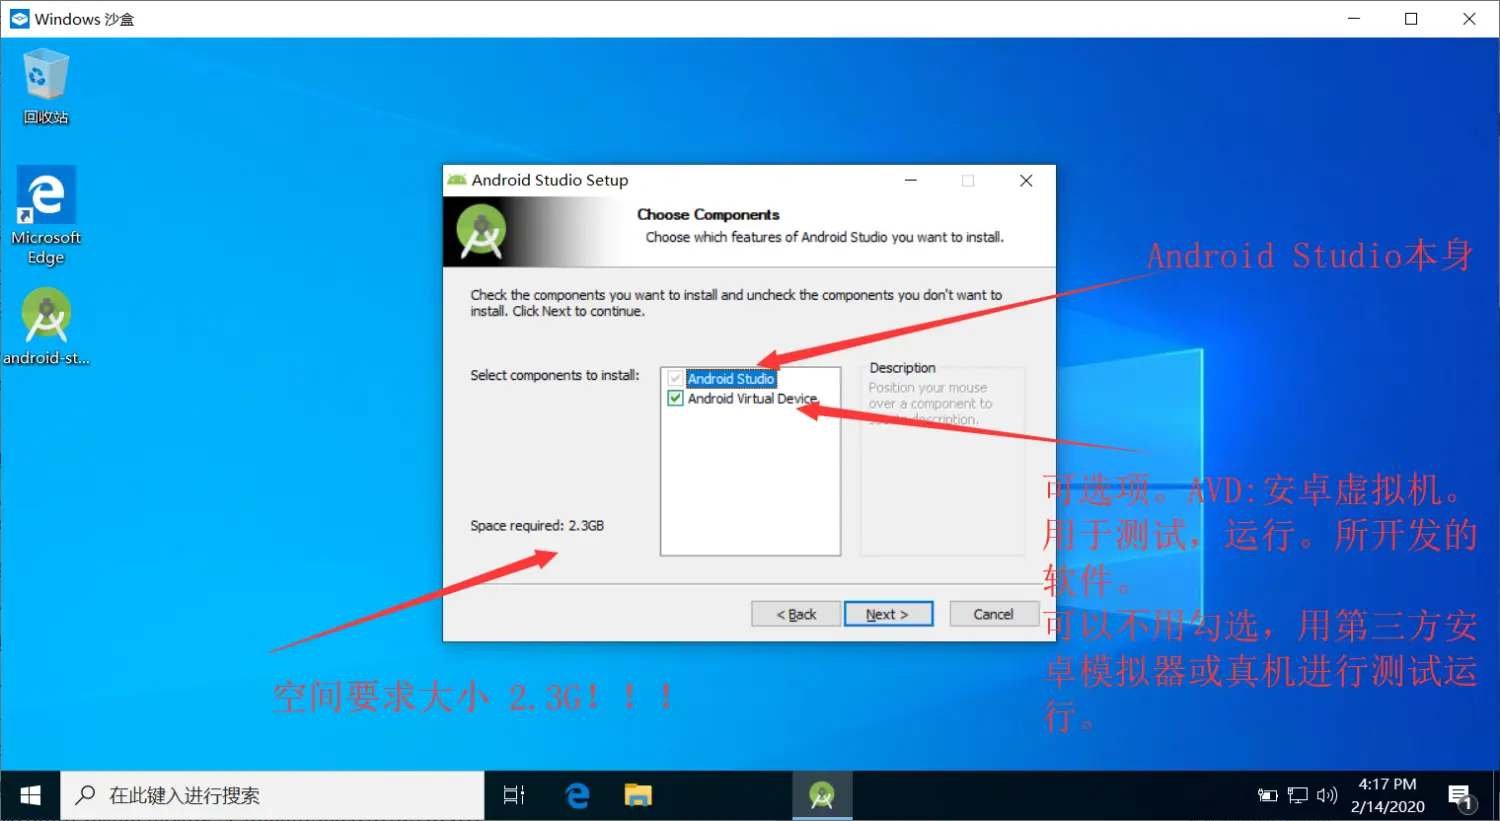 Windows 沙盒
回收站
Microsoft
Edge
android-st...
Android Studio Setup
Choose Components
Choose which features of Android Studio you want to install.
Check the components you want to install and uncheck the components you don't want to
install. Click Next to continue.
Select components to install:
Android Studio
Android Virtual Device
Description
Position your mouse
over a component to
see its description.
Space required: 2.3GB
< Back
Next >
Cancel
Android Studio本身
可选项。AVD:安卓虚拟机。
用于测试，运行。所开发的
软件。
可以不用勾选，用第三方安
卓模拟器或真机进行测试运
行。
空间要求大小 2.3G！！！
在此键入进行搜索
4:17 PM
2/14/2020
1